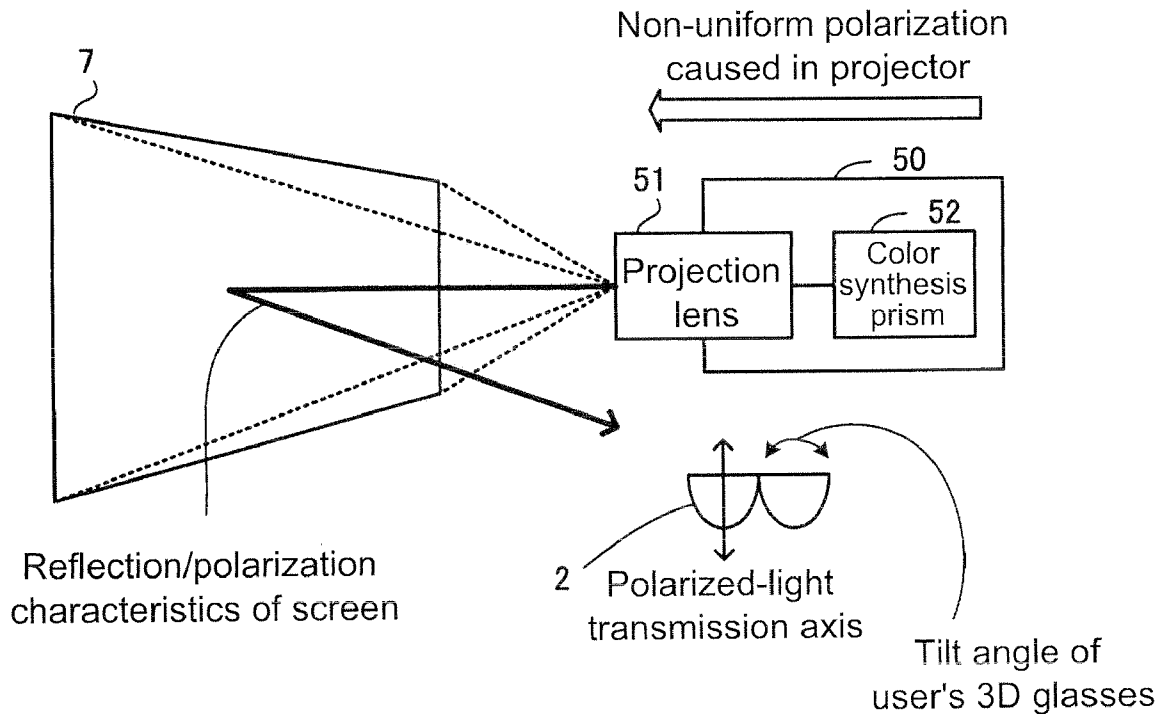 Non-uniform polarization
caused in projector
7
50
51
52
Projection
lens
Color
synthesis
prism
Reflection/polarization
characteristics of screen
2
Polarized-light
transmission axis
Tilt angle of
user's 3D glasses